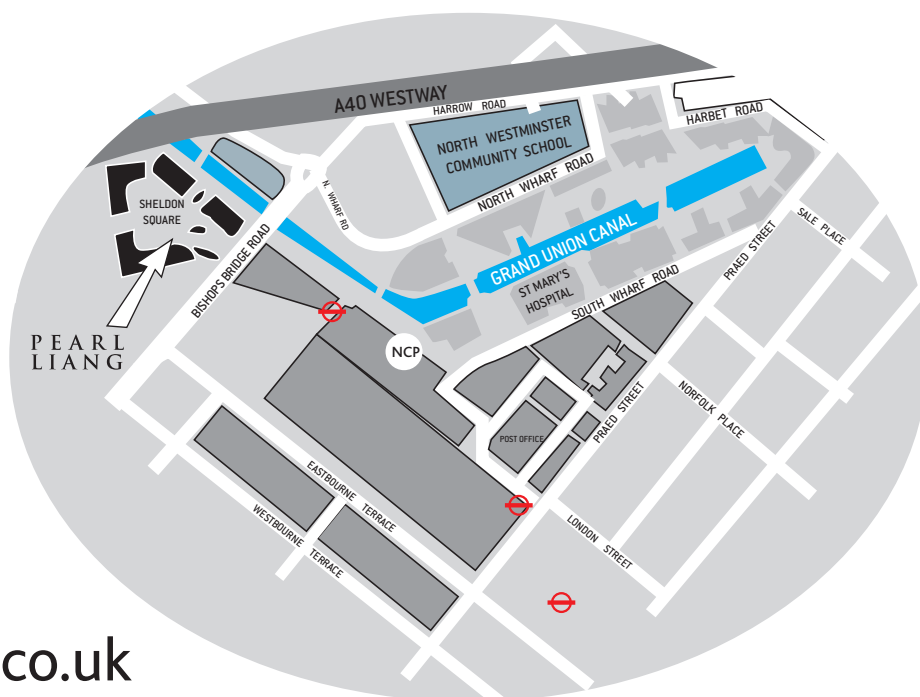 A40 WESTWAY
HARROW ROAD
HARBET ROAD
NORTH WESTMINSTER
COMMUNITY SCHOOL
NORTH WHARF ROAD
N. WHARF RD
SHELDON
SQUARE
BISHOPS BRIDGE ROAD
GRAND UNION CANAL
ST MARY'S
HOSPITAL
SOUTH WHARF ROAD
PRAED STREET
SALE PLACE
PEARL
LIANG
NCP
NORFOLK PLACE
PRAED STREET
POST OFFICE
EASTBOURNE TERRACE
WESTBOURNE TERRACE
LONDON STREET
co.uk